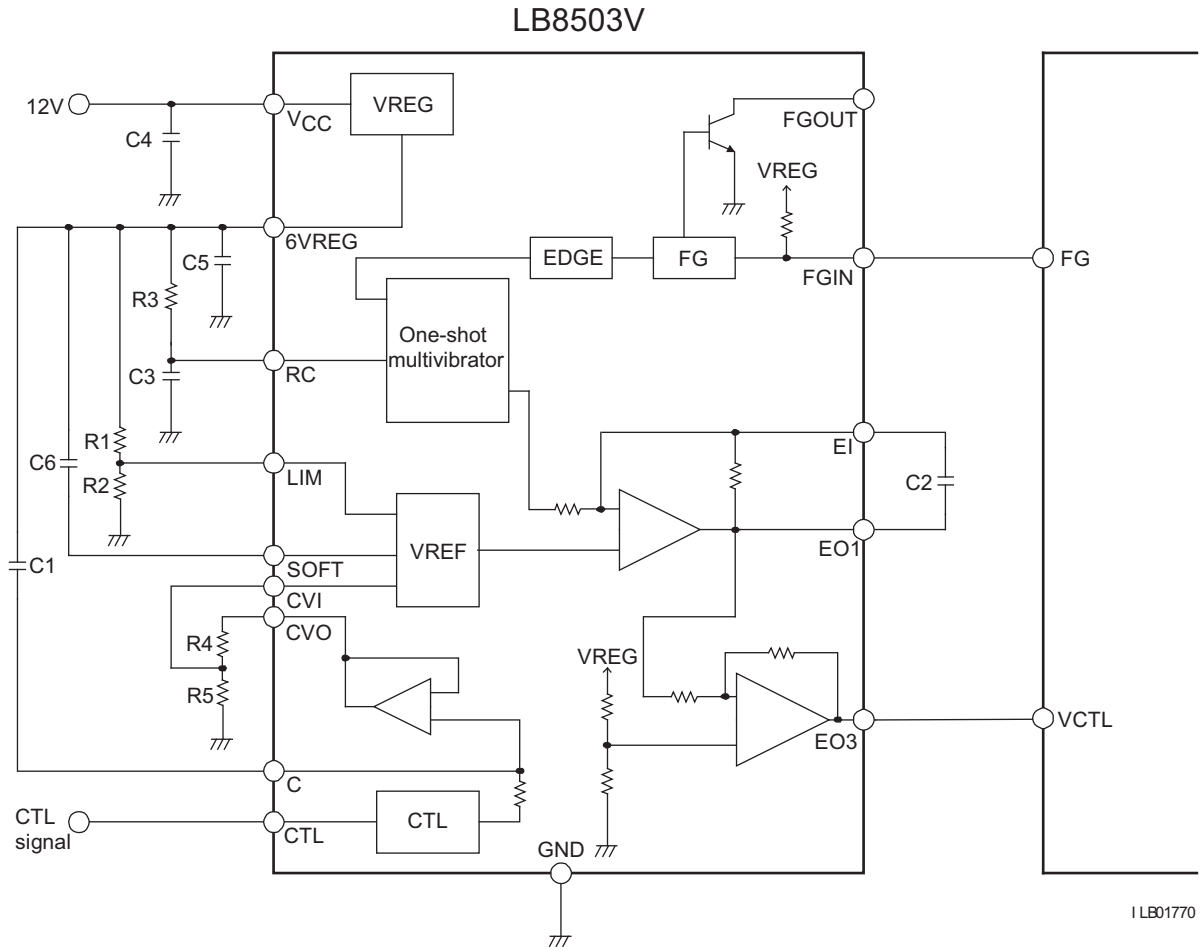 LB8503V
12V
VCC
VREG
FGOUT
C4
VREG
6VREG
C5
EDGE
FG
FGIN
FG
R3
One-shot
multivibrator
C3
RC
R1
EI
C6
LIM
R2
C2
VREF
EO1
C1
SOFT
CVI
CVO
R4
VREG
R5
EO3
VCTL
C
CTL
signal
CTL
CTL
GND
I LB01770